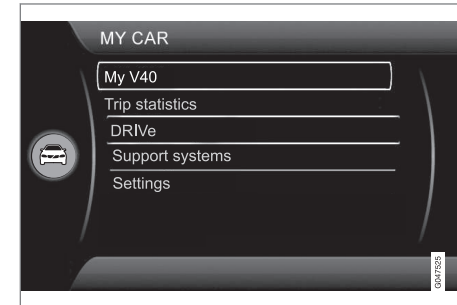 MY CAR
My V40
Trip statistics
DRIVe
Support systems
Settings
G047525